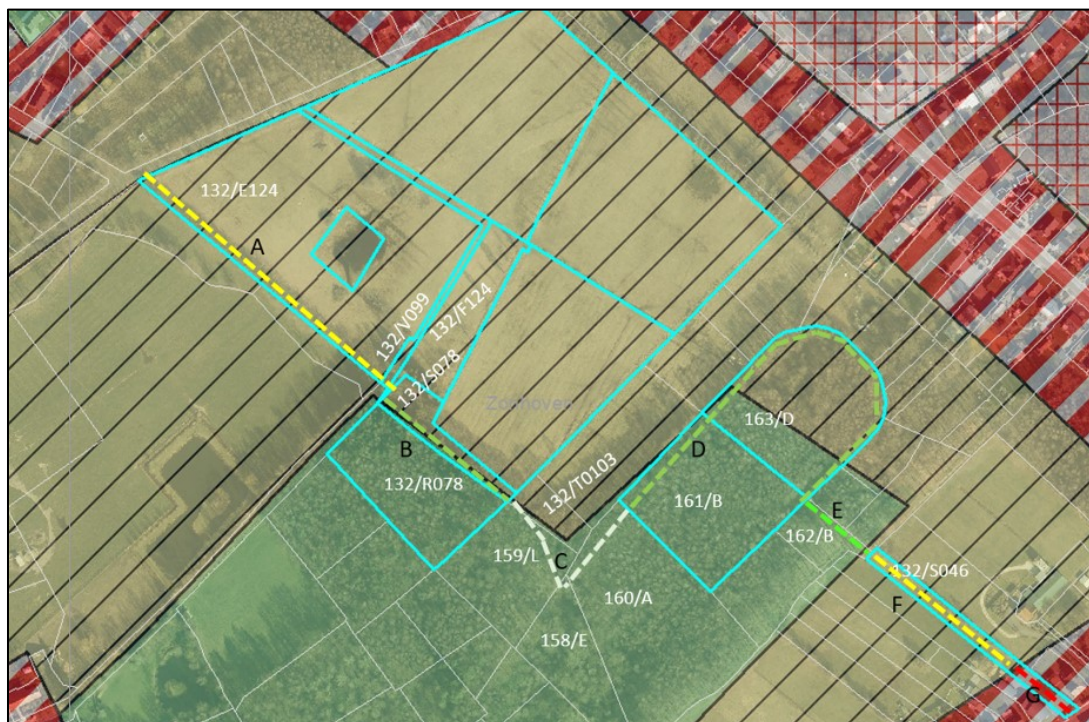 132/E124
A
132/V099
132/F124
132/S078
Zonhoven
B
132/R078
132/T0103
163/D
D
161/B
E
162/B
159/L
C
132/S046
160/A
F
158/E
G